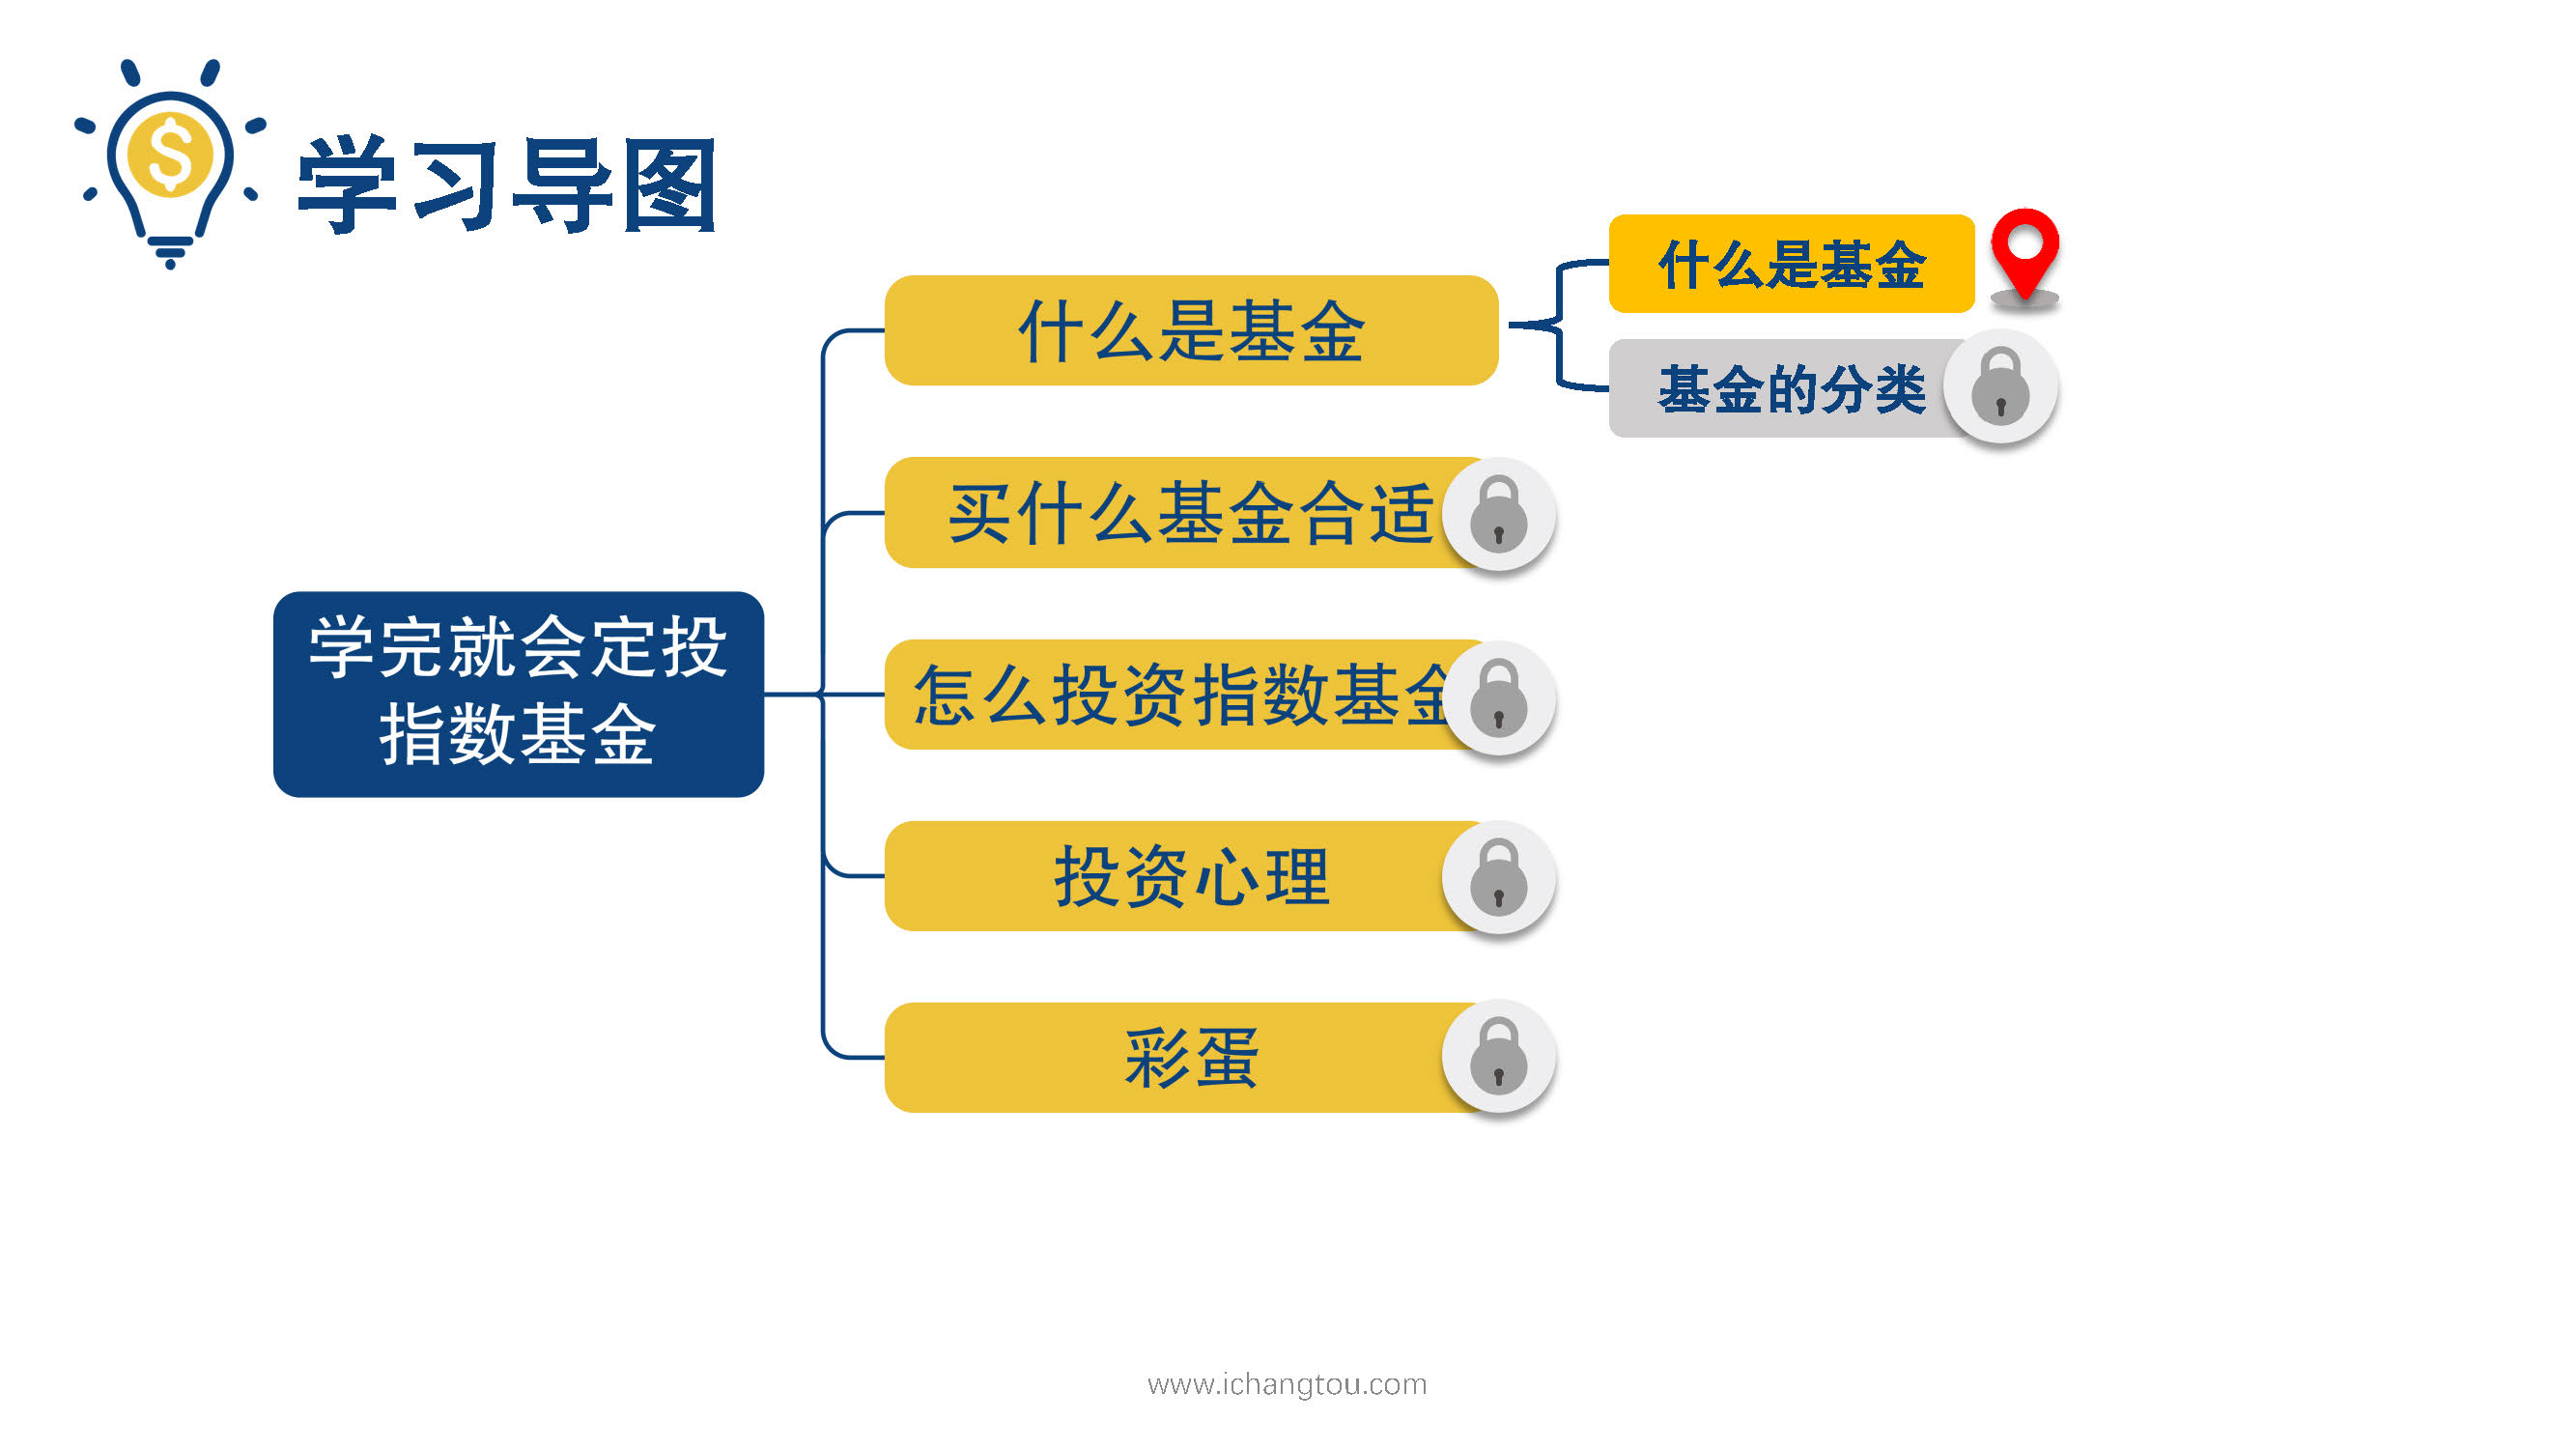 学习导图
什么是基金
基金的分类
什么是基金
买什么基金合适
学完就会定投
指数基金
怎么投资指数基金
投资心理
彩蛋
www.ichangtou.com